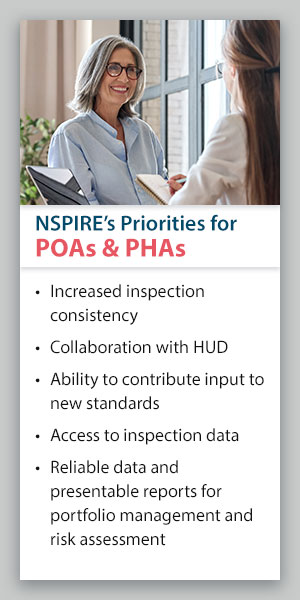 NSPIRE's Priorities for
POAs & PHAs
• Increased inspection
consistency
• Collaboration with HUD
• Ability to contribute input to
new standards
• Access to inspection data
• Reliable data and
presentable reports for
portfolio management and
risk assessment